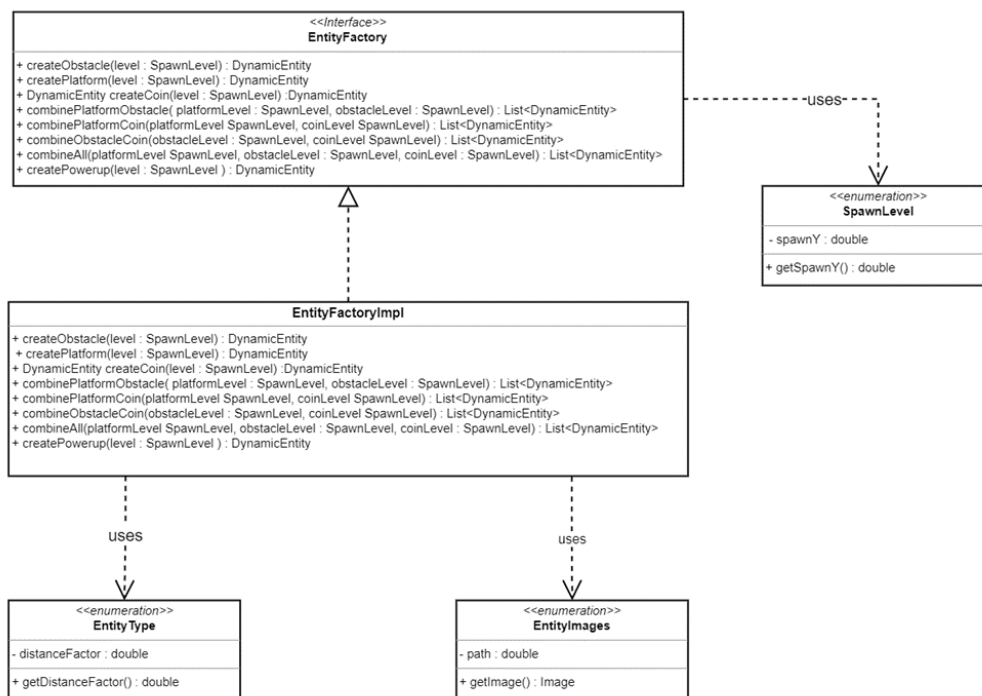 <<Interface>>
EntityFactory
+ createObstacle(level : SpawnLevel) : DynamicEntity
+ createPlatform(level : SpawnLevel) : DynamicEntity
+ DynamicEntity createCoin(level : SpawnLevel) :DynamicEntity
+ combinePlatformObstacle( platformLevel : SpawnLevel, obstacleLevel : SpawnLevel) : List<DynamicEntity>
+ combinePlatformCoin(platformLevel SpawnLevel, coinLevel SpawnLevel) : List<DynamicEntity>
+ combineObstacleCoin(obstacleLevel : SpawnLevel, coinLevel SpawnLevel) : List<DynamicEntity>
+ combineAll(platformLevel SpawnLevel, obstacleLevel : SpawnLevel, coinLevel : SpawnLevel) : List<DynamicEntity>
+ createPowerup(level : SpawnLevel ) : DynamicEntity
uses
<<enumeration>>
SpawnLevel
- spawnY : double
+ getSpawnY() : double
EntityFactoryImpl
+ createObstacle(level : SpawnLevel) : DynamicEntity
+ createPlatform(level : SpawnLevel) : DynamicEntity
+ DynamicEntity createCoin(level : SpawnLevel) :DynamicEntity
+ combinePlatformObstacle( platformLevel : SpawnLevel, obstacleLevel : SpawnLevel) : List<DynamicEntity>
+ combinePlatformCoin(platformLevel SpawnLevel, coinLevel SpawnLevel) : List<DynamicEntity>
+ combineObstacleCoin(obstacleLevel : SpawnLevel, coinLevel SpawnLevel) : List<DynamicEntity>
+ combineAll(platformLevel SpawnLevel, obstacleLevel : SpawnLevel, coinLevel : SpawnLevel) : List<DynamicEntity>
+ createPowerup(level : SpawnLevel ) : DynamicEntity
uses
uses
<<enumeration>>
EntityType
- distanceFactor : double
+ getDistanceFactor() : double
<<enumeration>>
EntityImages
- path : double
+ getImage() : Image